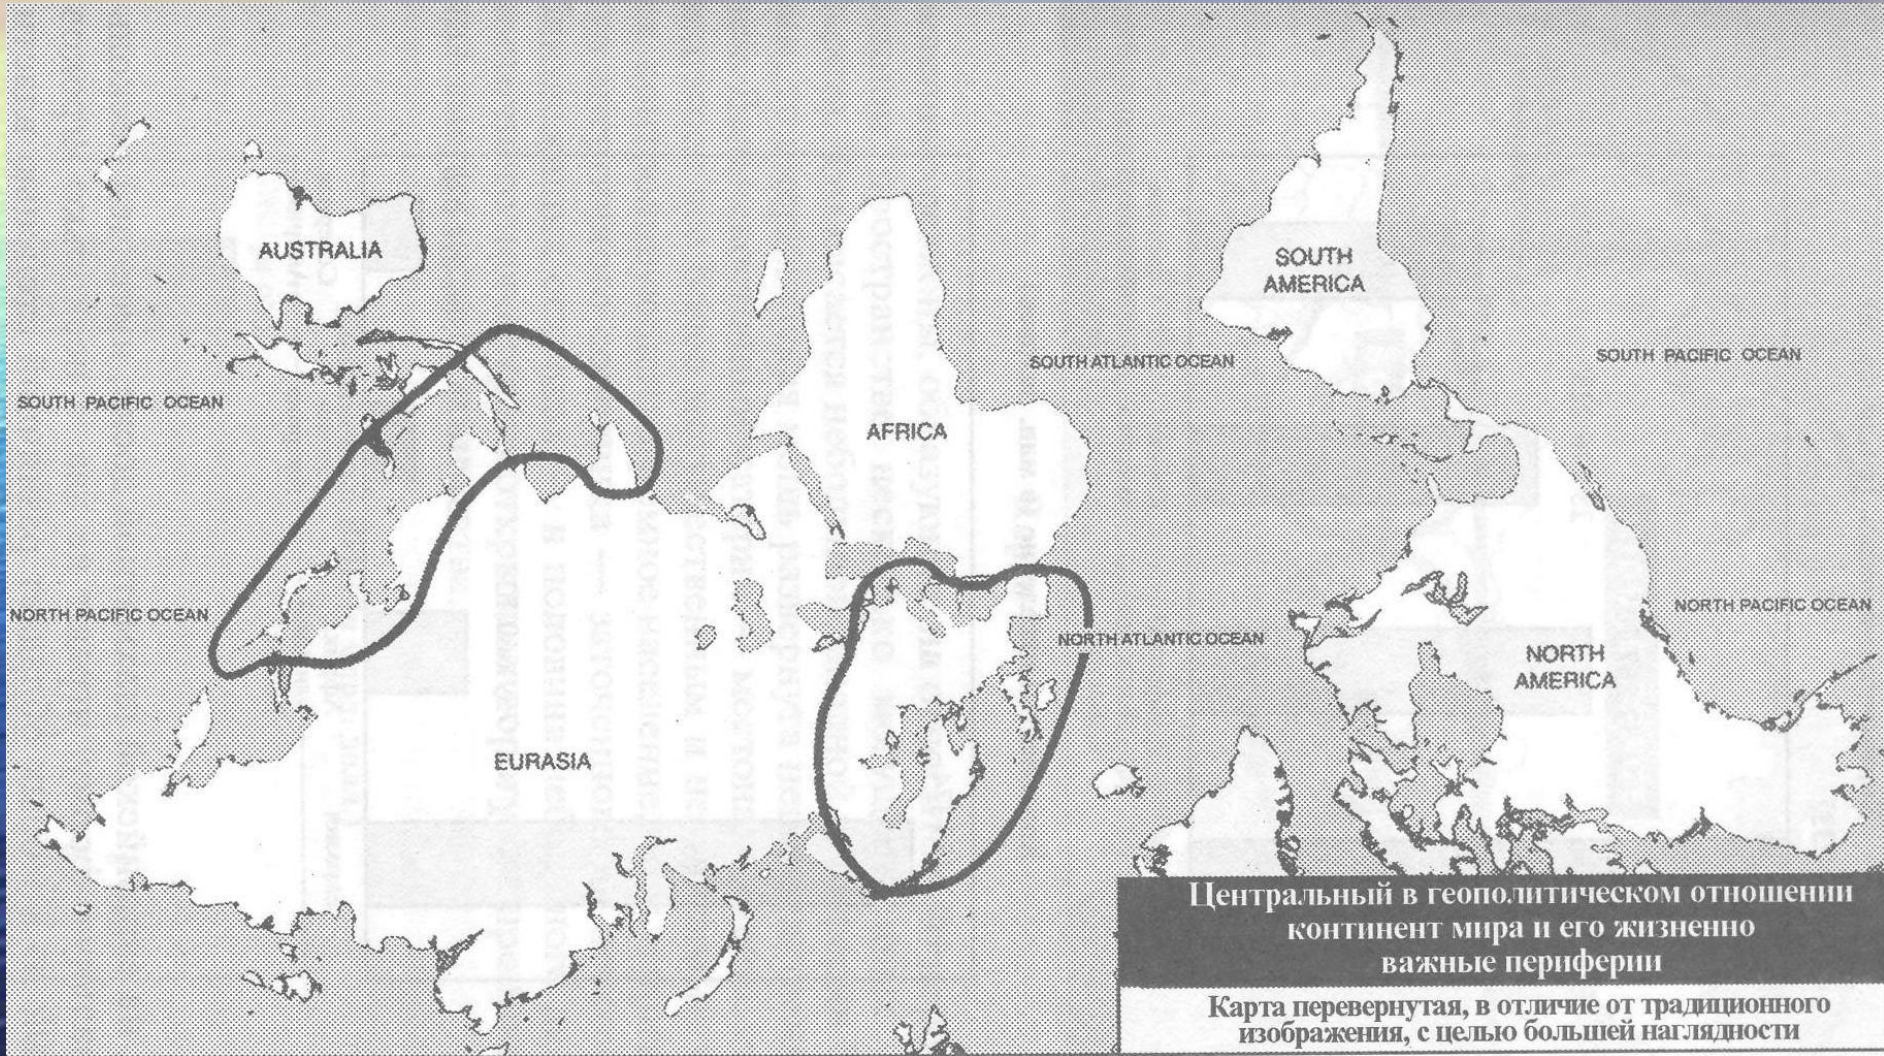 AUSTRALIA
SOUTH
AMERICA
SOUTH ATLANTIC OCEAN
SOUTH PACIFIC OCEAN
SOUTH PACIFIC OCEAN
AFRICA
NORTH PACIFIC OCEAN
NORTH ATLANTIC OCEAN
NORTH PACIFIC OCEAN
NORTH
AMERICA
EURASIA
Центральный в геополитическом отношении
континент мира и его жизненно
важные периферии
Карта перевернутая, в отличие от традиционного
изображения, с целью большей наглядности